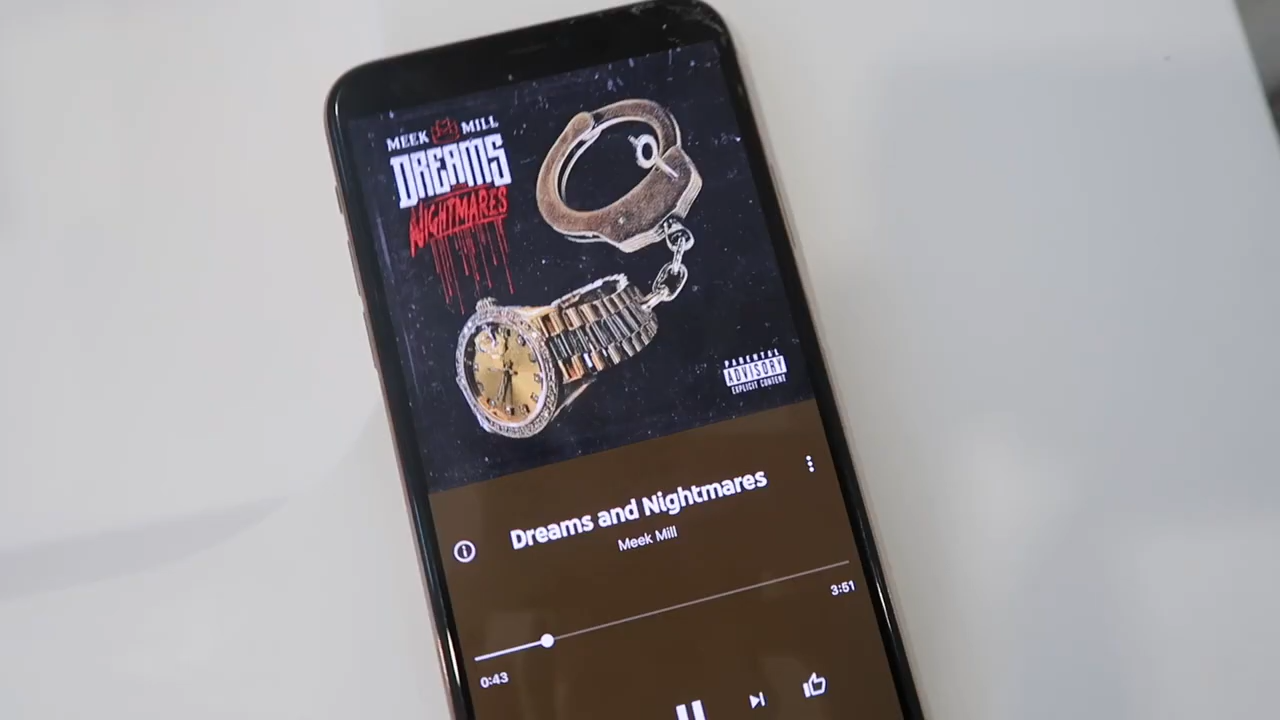 MEEK MILL
DREAMS
NIGHTMARES
PARENTAL
ADVISORY
EXPLICIT CONTENT
Dreams and Nightmares
Meek Mill
3:51
0:43